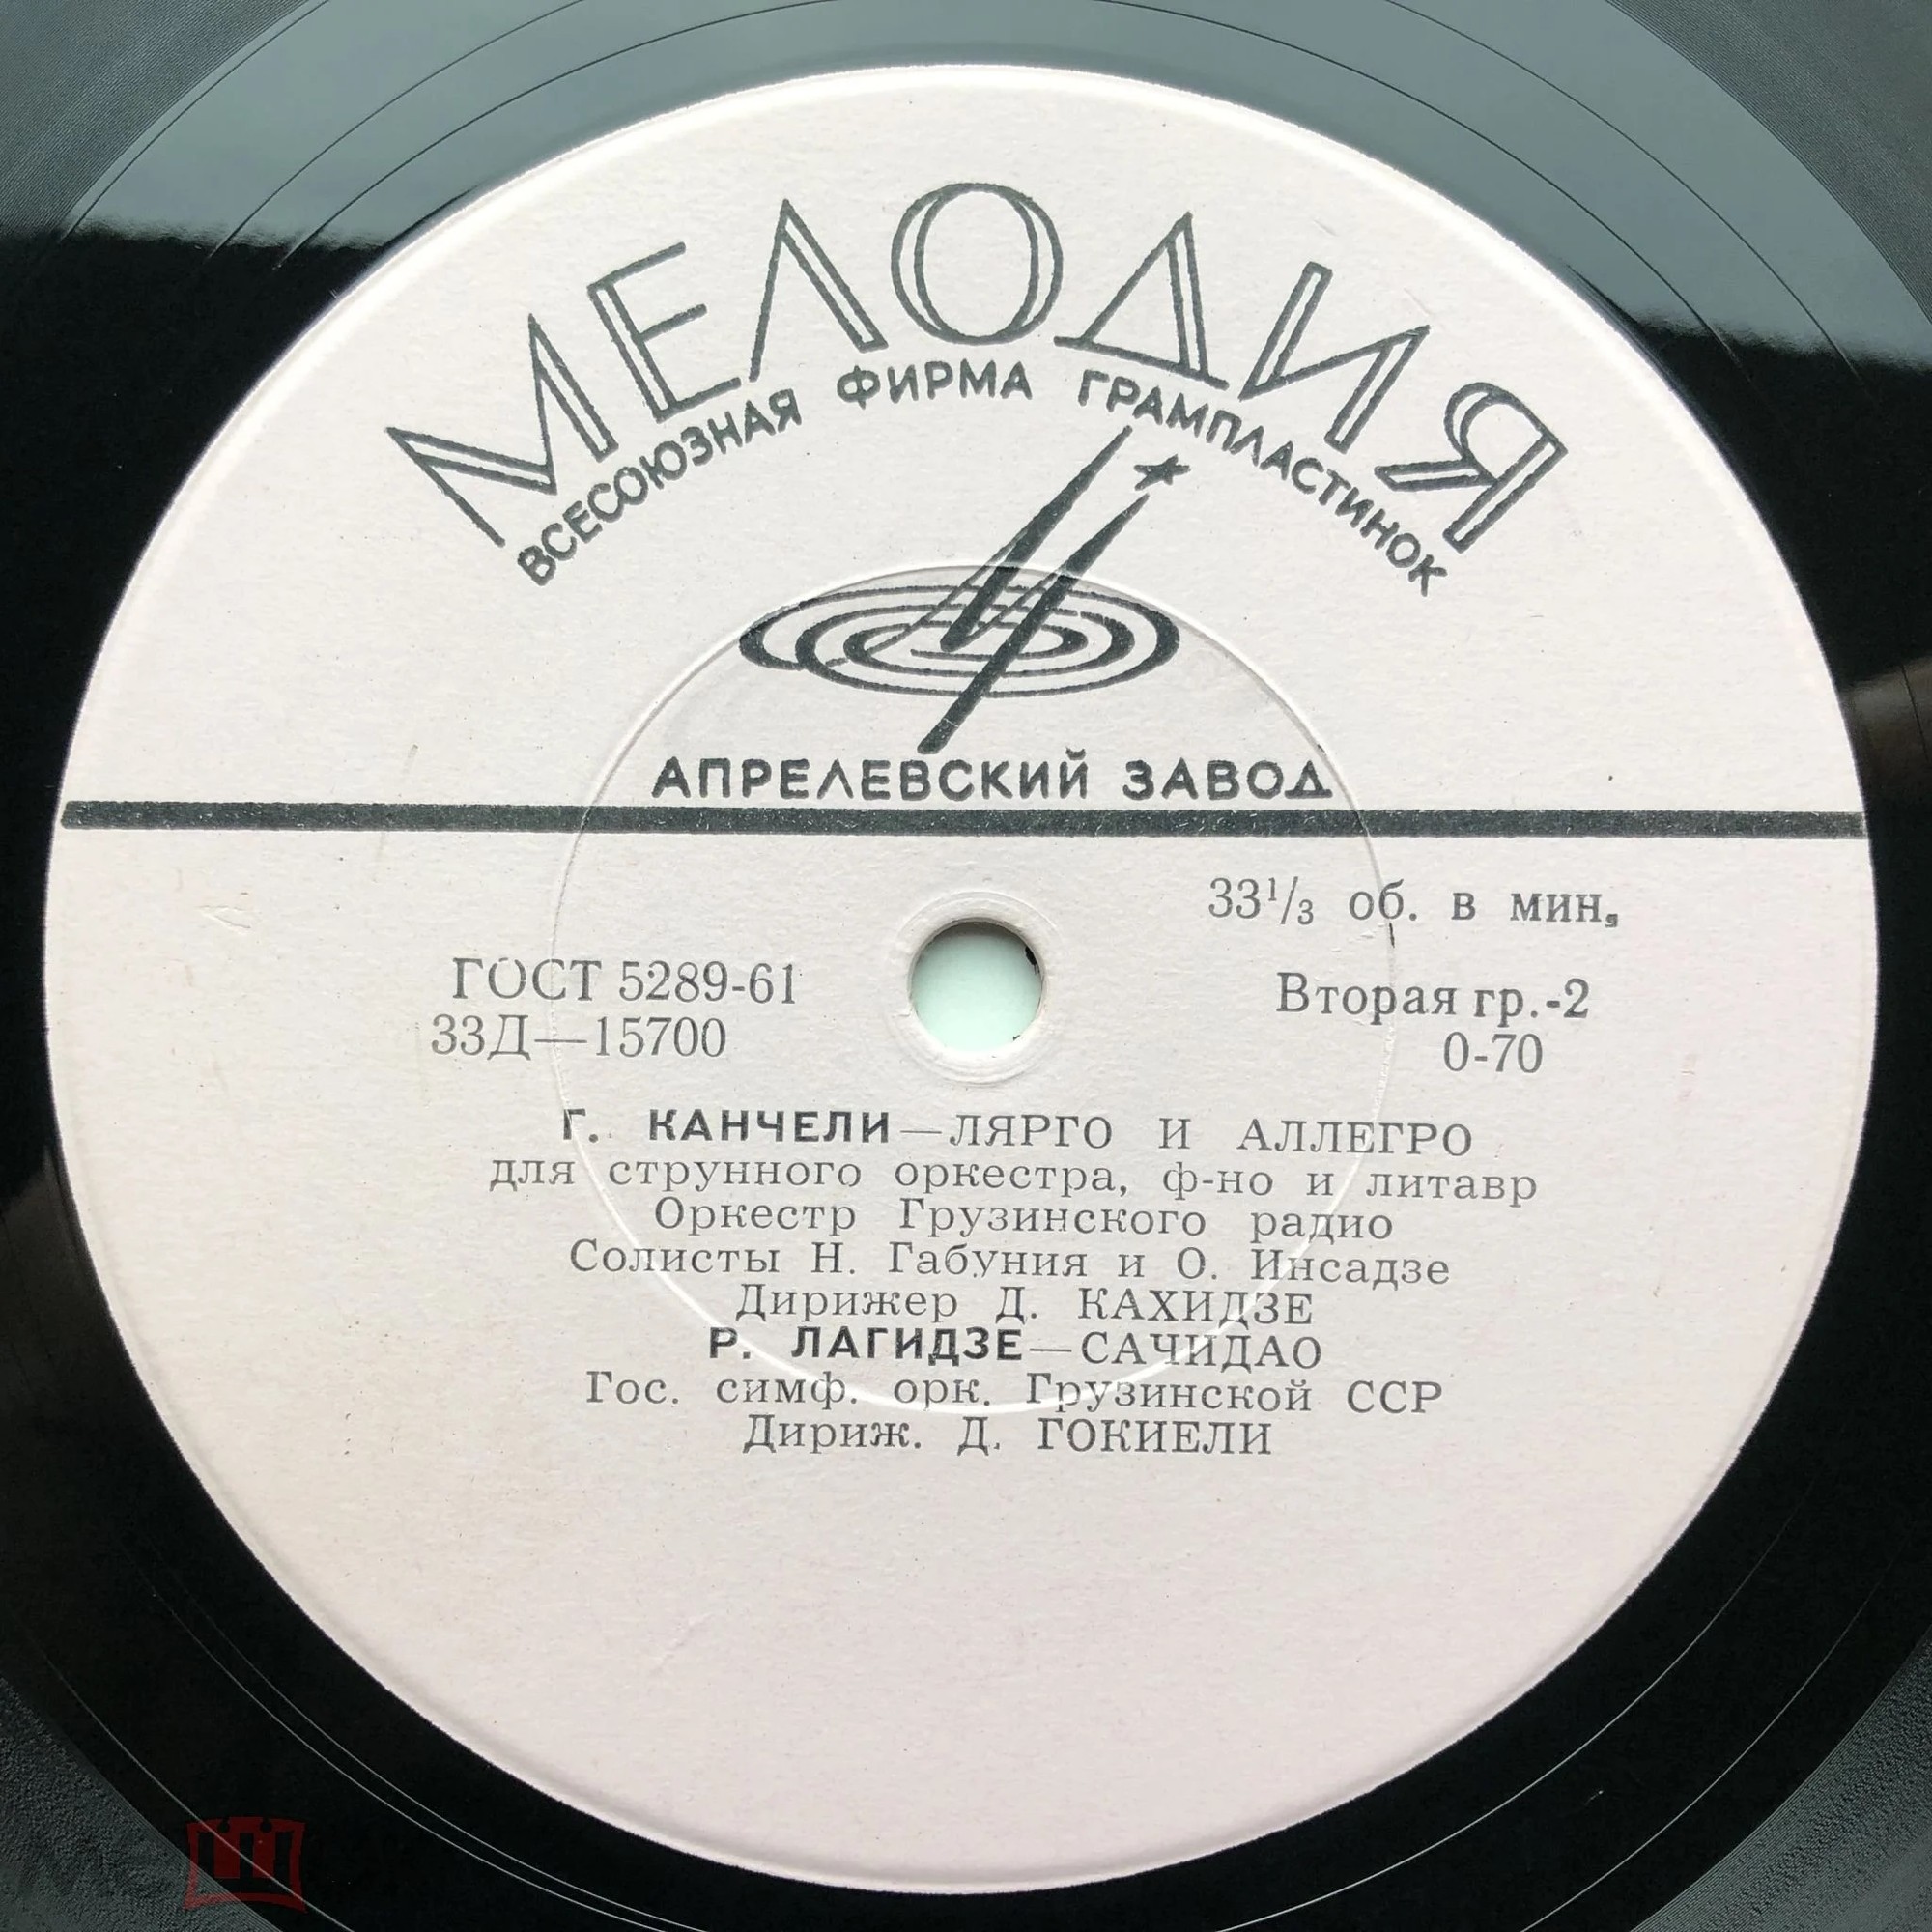 МЕЛОДИЯ
ВСЕСОЮЗНАЯ ФИРМА ГРАМПЛАСТИНОК
АПРЕЛЕВСКИЙ ЗАВОД
33¹/₃ об. в мин,
ГОСТ 5289-61
Вторая гр.-2
33Д—15700
0-70
Г. КАНЧЕЛИ—ЛЯРГО И АЛЛЕГРО
для струнного оркестра, ф-но и литавр
Оркестр Грузинского радио
Солисты Н. Габуния и О. Инсадзе
Дирижер Д. КАХИДЗЕ
Р. ЛАГИДЗЕ—САЧИДАО
Гос. симф. орк. Грузинской ССР
Дириж. Д. ГОКИЕЛИ